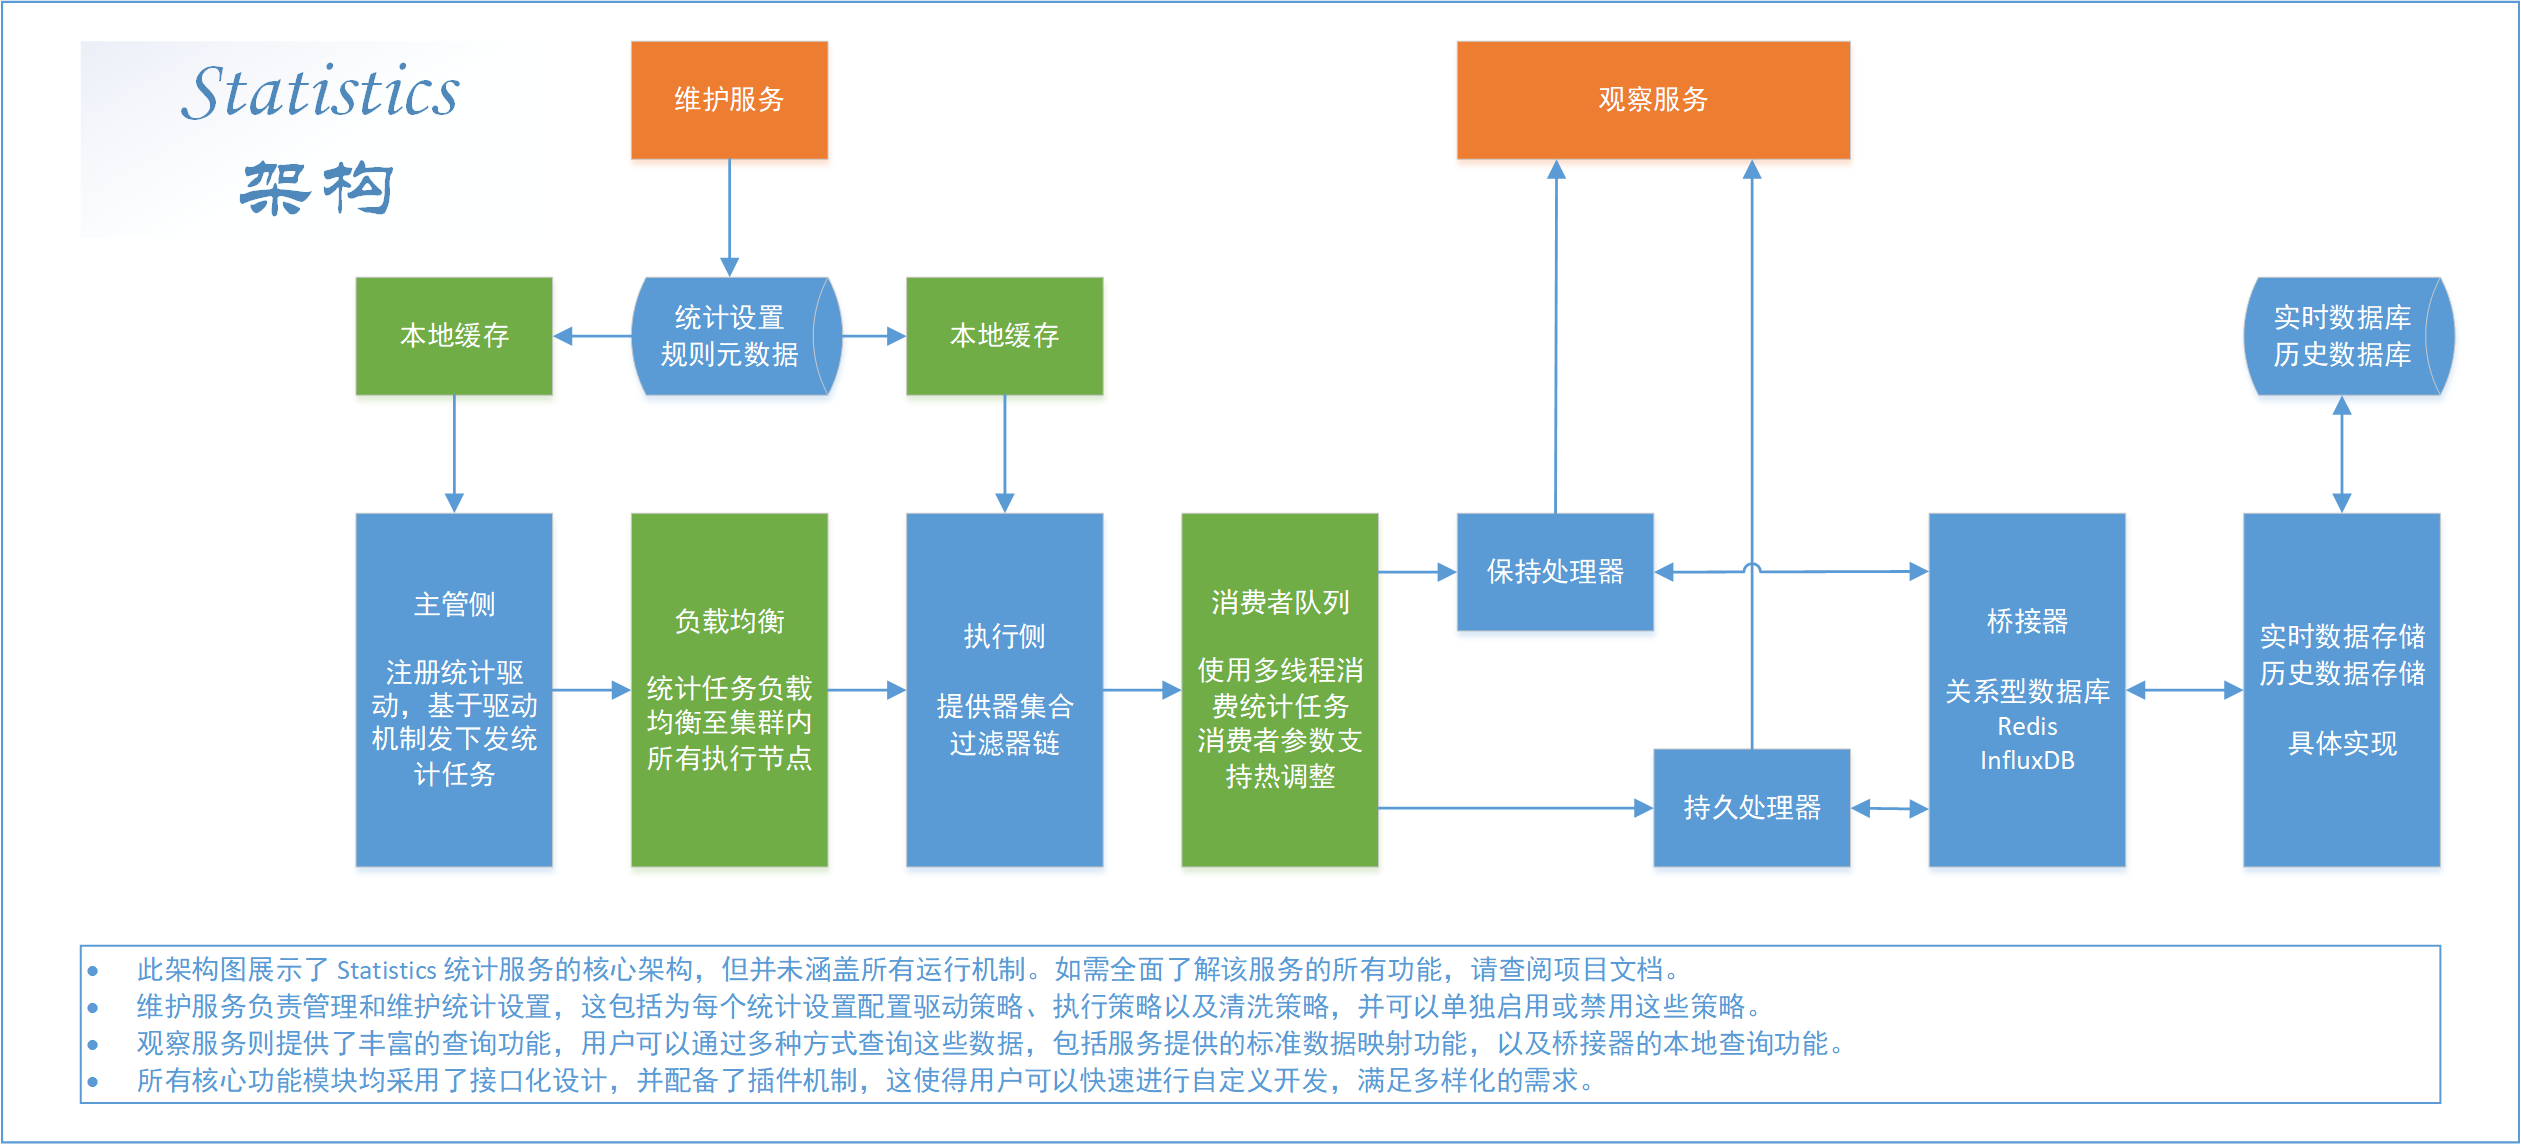 Statistics
架构
维护服务
观察服务
本地缓存
统计设置
规则元数据
本地缓存
实时数据库
历史数据库
主管侧
注册统计驱
动，基于驱动
机制发下发统
计任务
负载均衡
统计任务负载
均衡至集群内
所有执行节点
执行侧
提供器集合
过滤器链
消费者队列
使用多线程消
费统计任务
消费者参数支
持热调整
保持处理器
持久处理器
桥接器
关系型数据库
Redis
InfluxDB
实时数据存储
历史数据存储
具体实现
• 此架构图展示了 Statistics 统计服务的核心架构，但并未涵盖所有运行机制。如需全面了解该服务的所有功能，请查阅项目文档。
• 维护服务负责管理和维护统计设置，这包括为每个统计设置配置驱动策略、执行策略以及清洗策略，并可以单独启用或禁用这些策略。
• 观察服务则提供了丰富的查询功能，用户可以通过多种方式查询这些数据，包括服务提供的标准数据映射功能，以及桥接器的本地查询功能。
• 所有核心功能模块均采用了接口化设计，并配备了插件机制，这使得用户可以快速进行自定义开发，满足多样化的需求。